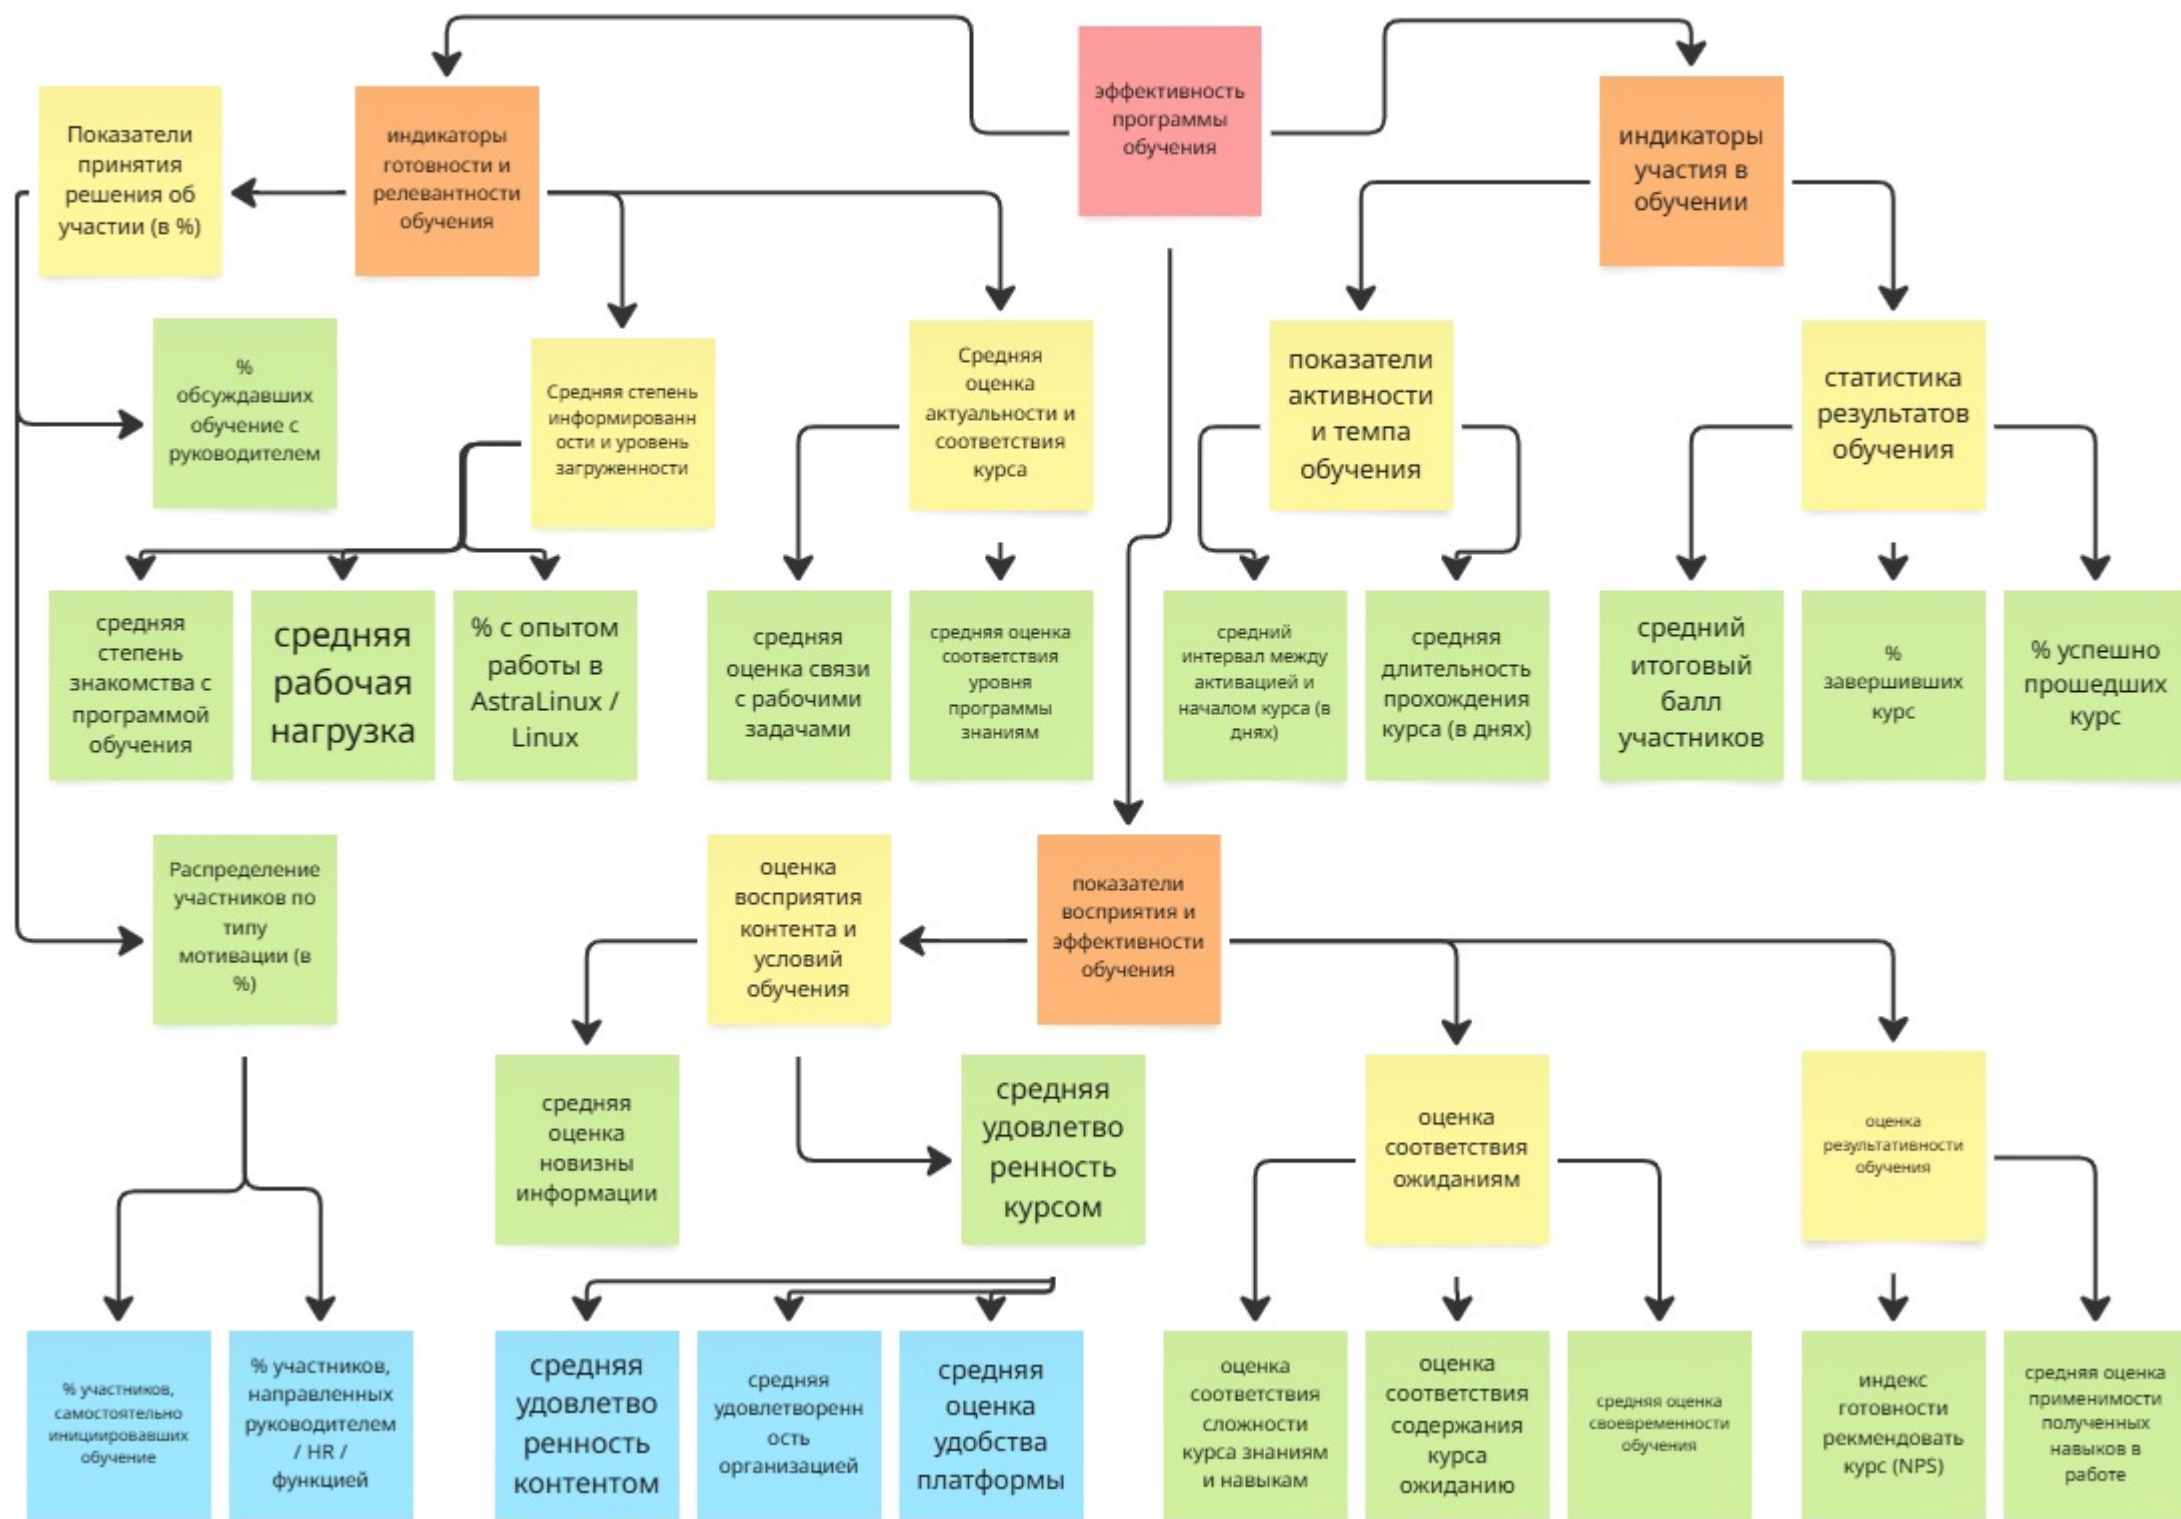 эффективность
программы
обучения
Показатели
принятия
решения об
участии (в %)
индикаторы
готовности и
релевантности
обучения
индикаторы
участия в
обучении
%
обсуждавших
обучение с
руководителем
Средняя степень
информированн
ости и уровень
загруженности
Средняя
оценка
актуальности и
соответствия
курса
показатели
активности
и темпа
обучения
статистика
результатов
обучения
средняя
степень
знакомства с
программой
обучения
средняя
рабочая
нагрузка
% с опытом
работы в
AstraLinux /
Linux
средняя
оценка связи
с рабочими
задачами
средняя оценка
соответствия
уровня
программы
знаниям
средний
интервал между
активацией и
началом курса (в
днях)
средняя
длительность
прохождения
курса (в днях)
средний
итоговый
балл
участников
%
завершивших
курс
% успешно
прошедших
курс
Распределение
участников по
типу
мотивации (в
%)
оценка
восприятия
контента и
условий
обучения
показатели
восприятия и
эффективности
обучения
средняя
оценка
новизны
информации
средняя
удовлетво
ренность
курсом
оценка
соответствия
ожиданиям
оценка
результативности
обучения
% участников,
самостоятельно
инициировавших
обучение
% участников,
направленных
руководителем
/ HR /
функцией
средняя
удовлетво
ренность
контентом
средняя
удовлетворенн
ость
организацией
средняя
оценка
удобства
платформы
оценка
соответствия
сложности
курса знаниям
и навыкам
оценка
соответствия
содержания
курса
ожиданию
средняя оценка
своевременности
обучения
индекс
готовности
рекмендовать
курс (NPS)
средняя оценка
применимости
полученных
навыков в
работе